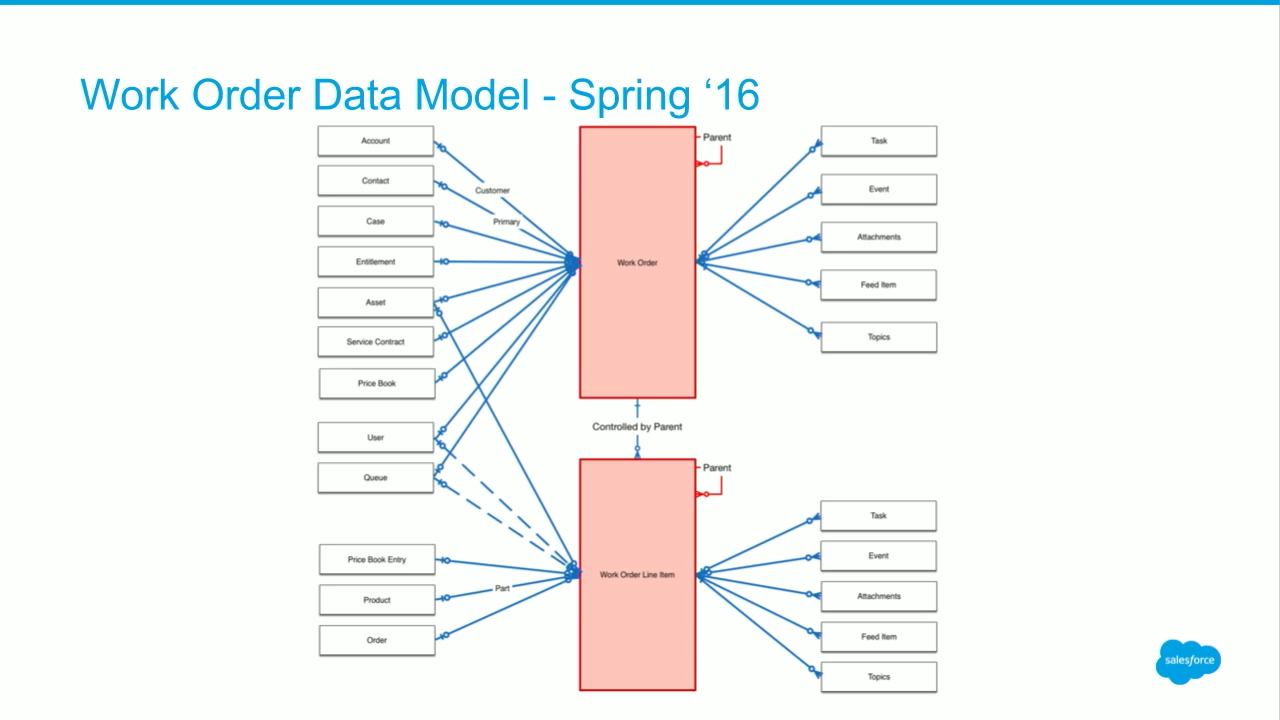 Work Order Data Model - Spring ‘16
Account
Contact
Case
Entitlement
Asset
Service Contract
Price Book
User
Queue
Price Book Entry
Product
Order
Customer
Primary
Part
Work Order
Parent
Controlled by Parent
Work Order Line Item
Parent
Task
Event
Attachments
Feed Item
Topics
Task
Event
Attachments
Feed Item
Topics
salesforce